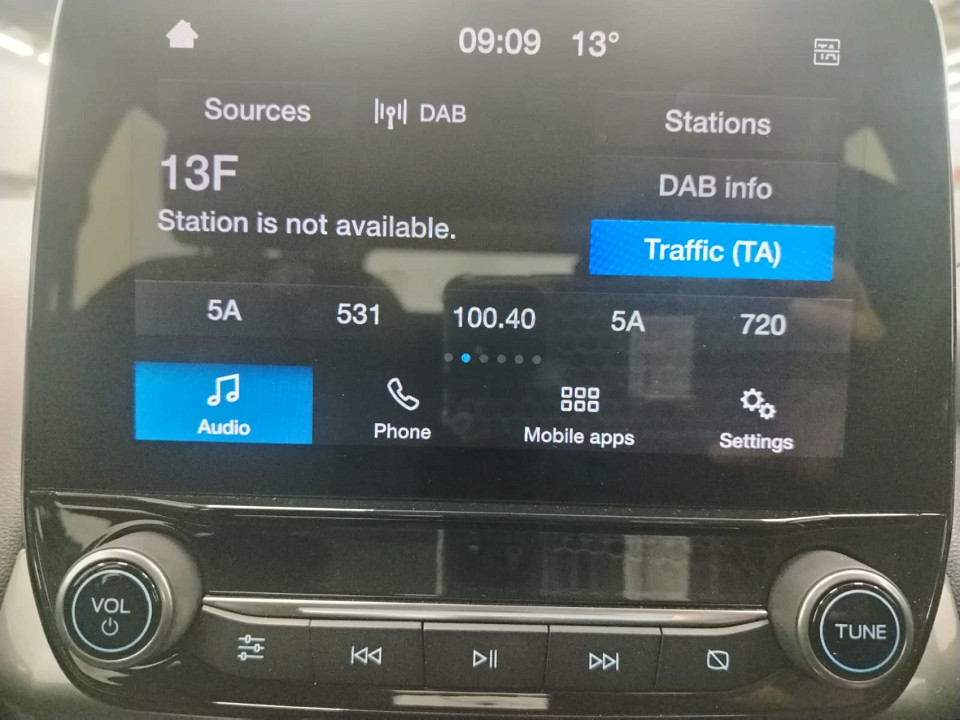 09:09 13°
TA
Sources DAB Stations
13F
DAB info
Station is not available.
Traffic (TA)
5A 531 100.40 5A 720
Audio Phone Mobile apps Settings
VOL
TUNE